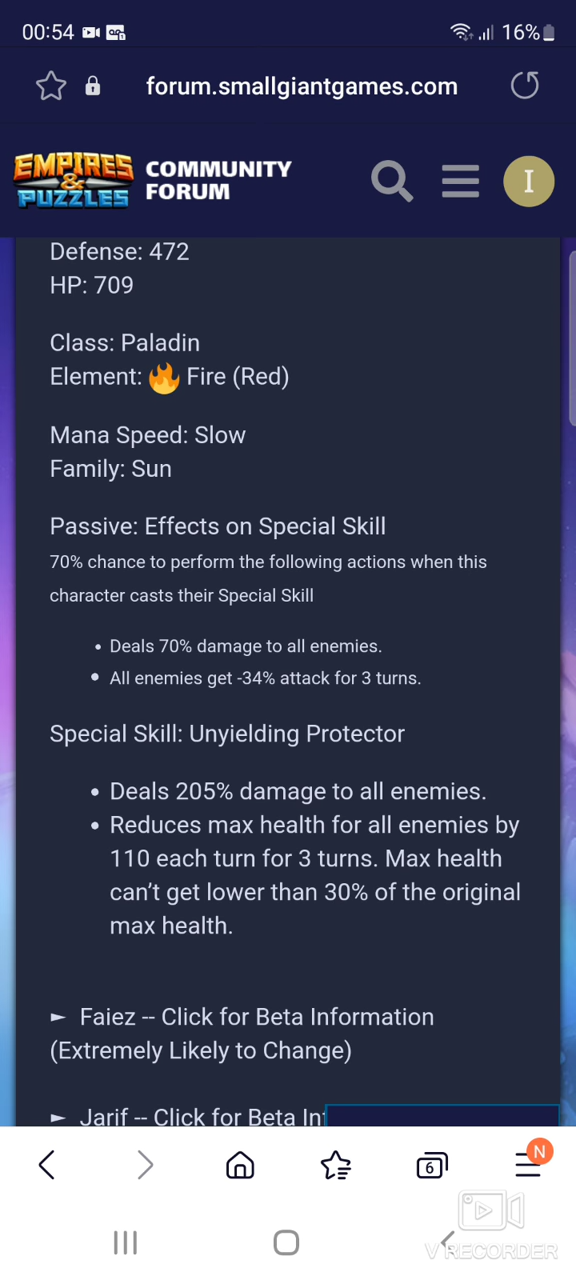 00:54
16%
forum.smallgiantgames.com
EMPIRES
&
PUZZLES
COMMUNITY
FORUM
I
Defense: 472
HP: 709
Class: Paladin
Element: 🔥 Fire (Red)
Mana Speed: Slow
Family: Sun
Passive: Effects on Special Skill
70% chance to perform the following actions when this
character casts their Special Skill
• Deals 70% damage to all enemies.
• All enemies get -34% attack for 3 turns.
Special Skill: Unyielding Protector
• Deals 205% damage to all enemies.
• Reduces max health for all enemies by
110 each turn for 3 turns. Max health
can’t get lower than 30% of the original
max health.
► Faiez -- Click for Beta Information
(Extremely Likely to Change)
► Jarif -- Click for Beta Inf
6
N
V RECORDER